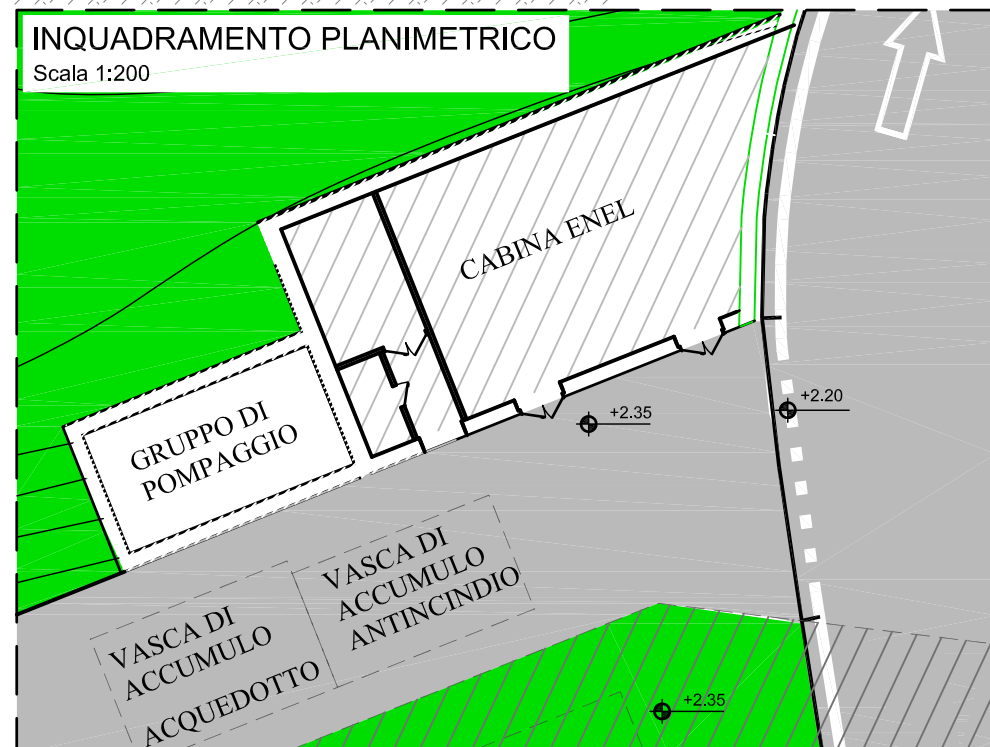 INQUADRAMENTO PLANIMETRICO
Scala 1:200
CABINA ENEL
+2.20
+2.35
GRUPPO DI
POMPAGGIO
VASCA DI
ACCUMULO
ANTINCINDIO
VASCA DI
ACCUMULO
ACQUEDOTTO
+2.35